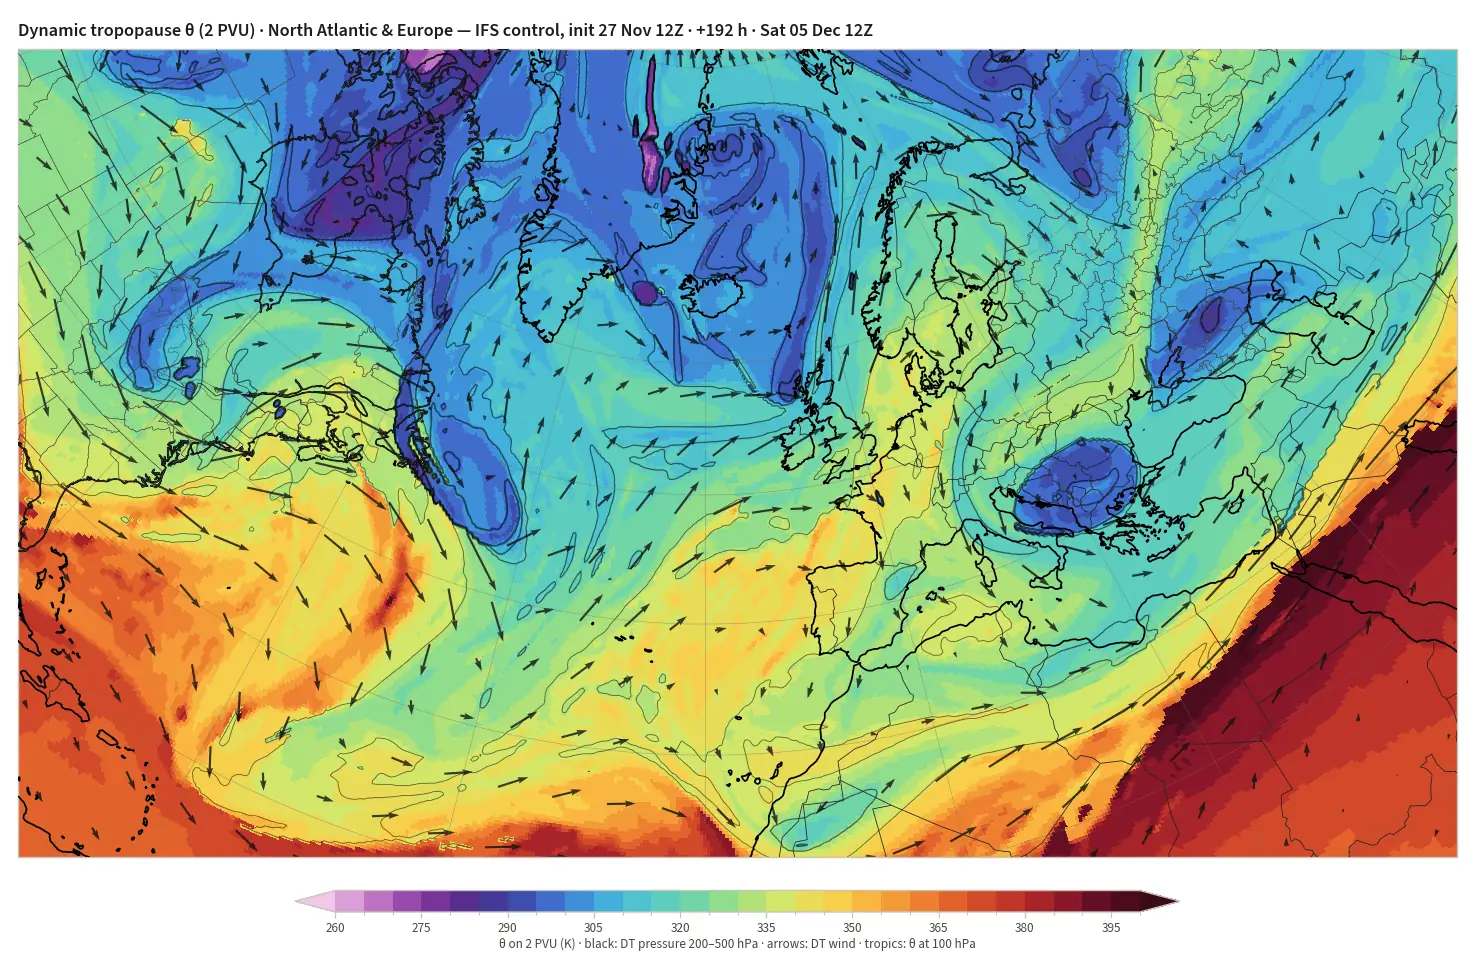 Dynamic tropopause θ (2 PVU) · North Atlantic & Europe — IFS control, init 27 Nov 12Z · +192 h · Sat 05 Dec 12Z
260 275 290 305 320 335 350 365 380 395
θ on 2 PVU (K) · black: DT pressure 200–500 hPa · arrows: DT wind · tropics: θ at 100 hPa